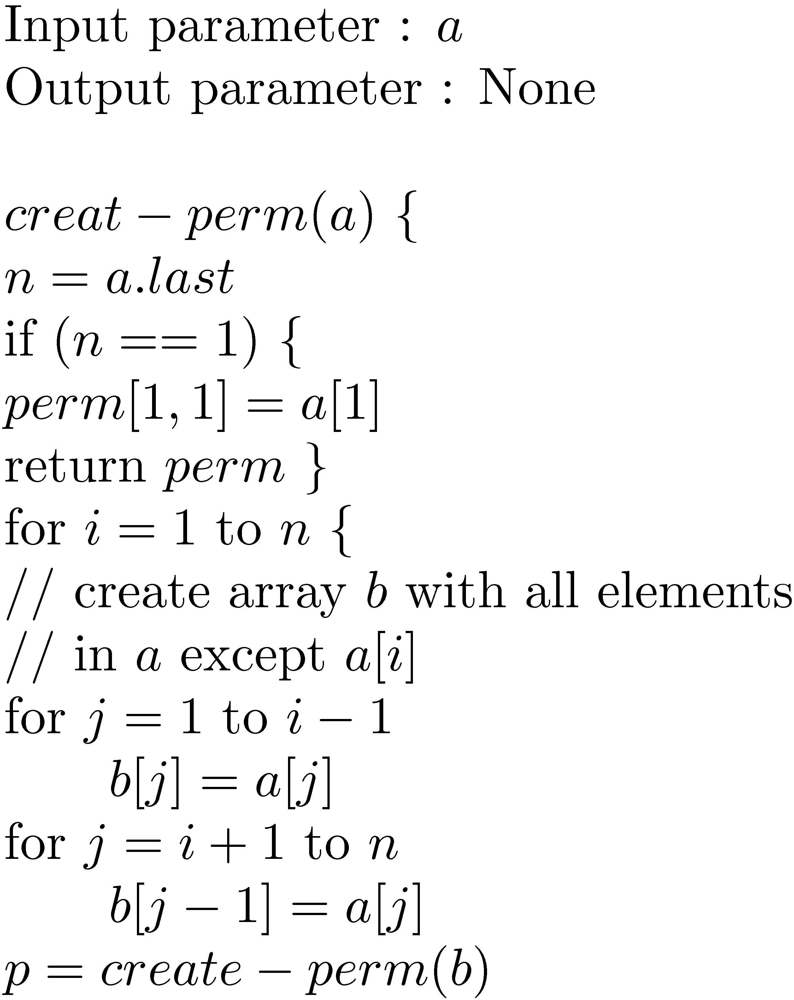 Input parameter : a
Output parameter : None
creat − perm(a) {
n = a.last
if (n == 1) {
perm[1, 1] = a[1]
return perm }
for i = 1 to n {
// create array b with all elements
// in a except a[i]
for j = 1 to i − 1
b[j] = a[j]
for j = i + 1 to n
b[j − 1] = a[j]
p = create − perm(b)